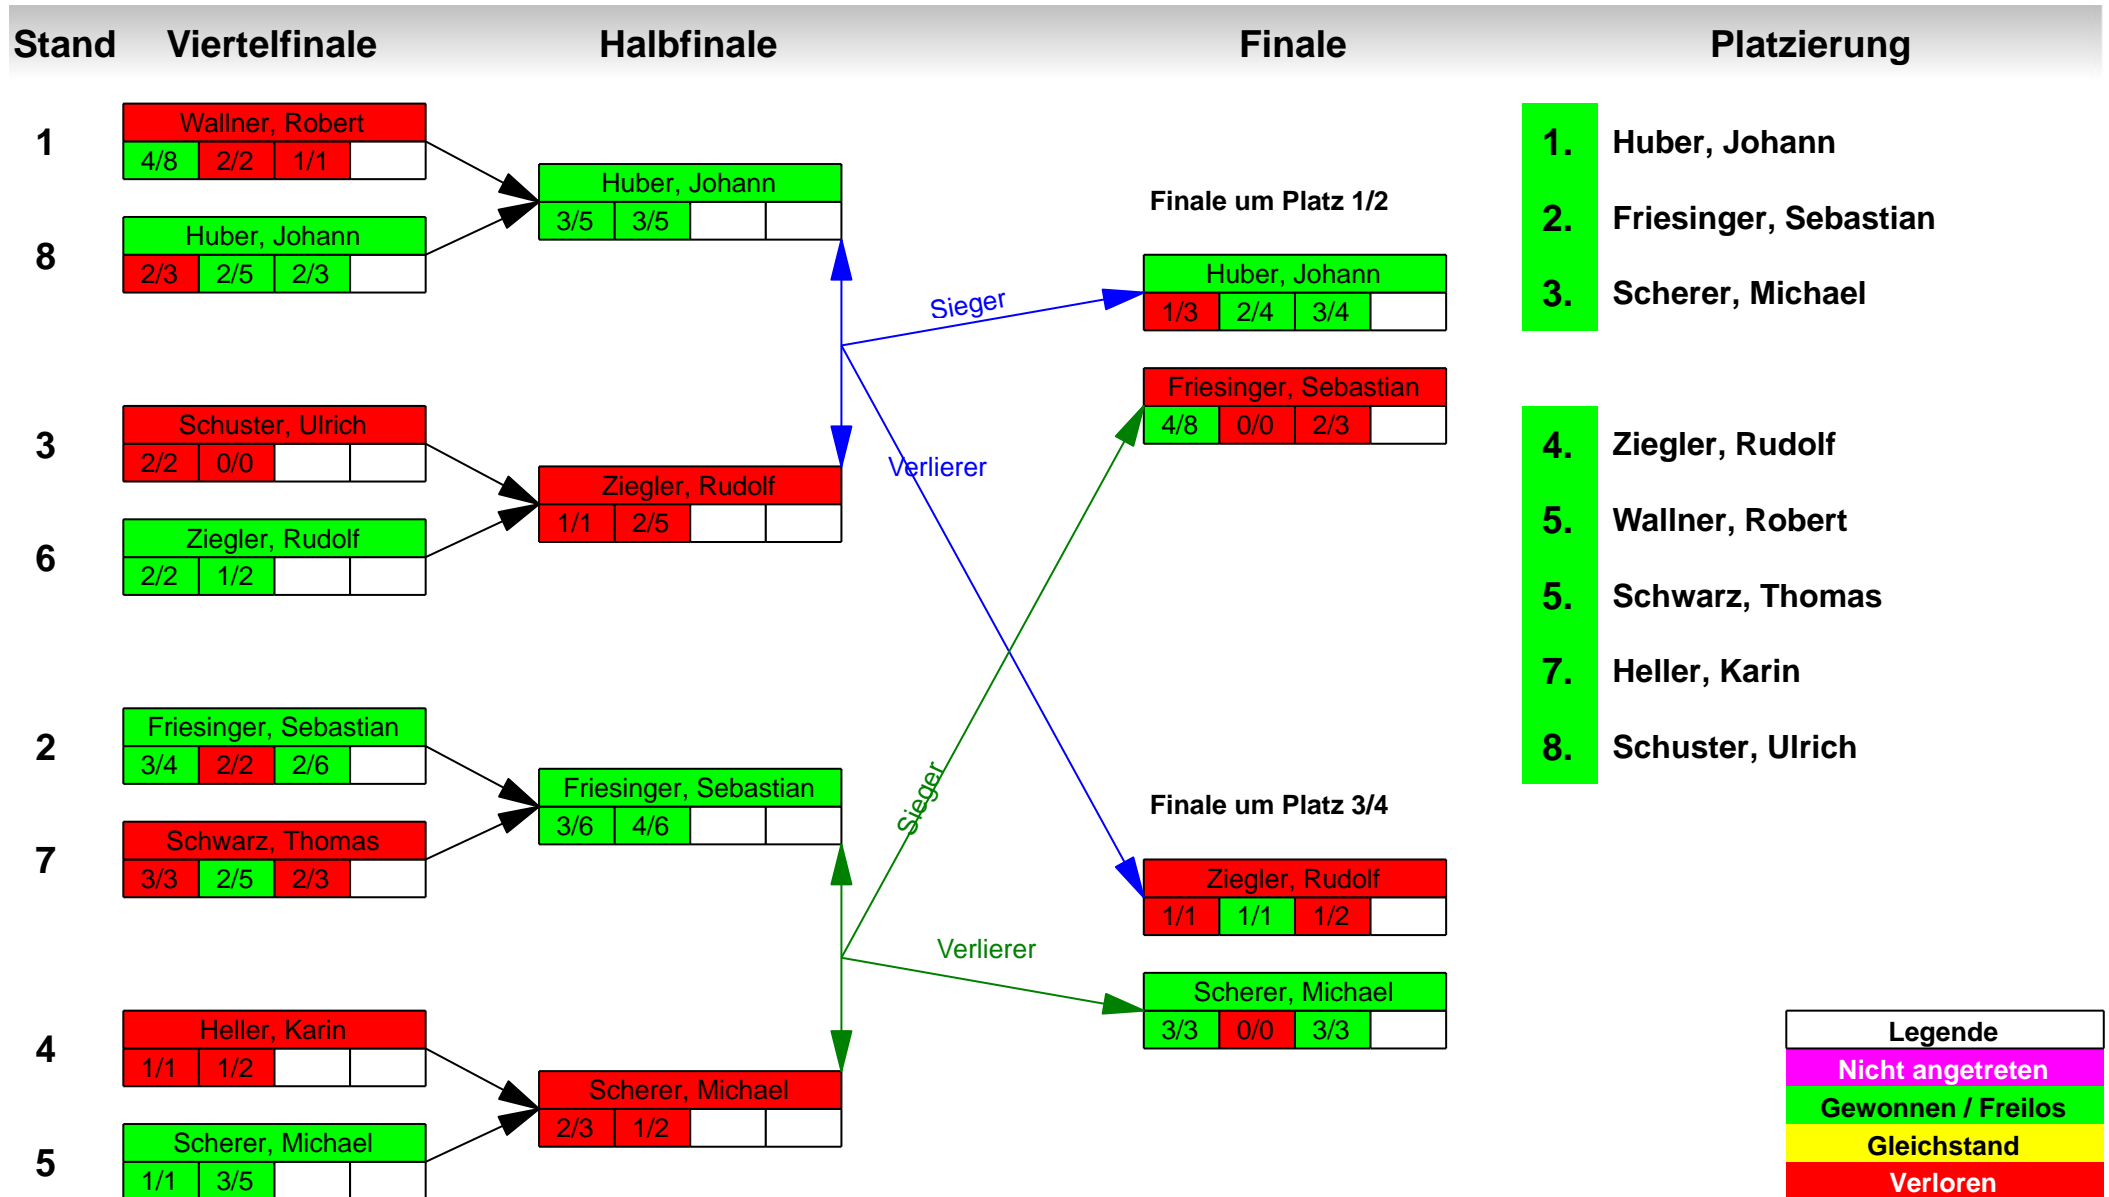 Stand Viertelfinale Halbfinale Finale Platzierung
1
Wallner, Robert
4/8 2/2 1/1
8
Huber, Johann
2/3 2/5 2/3
3
Schuster, Ulrich
2/2 0/0
6
Ziegler, Rudolf
2/2 1/2
2
Friesinger, Sebastian
3/4 2/2 2/6
7
Schwarz, Thomas
3/3 2/5 2/3
4
Heller, Karin
1/1 1/2
5
Scherer, Michael
1/1 3/5
Huber, Johann
3/5 3/5
Ziegler, Rudolf
1/1 2/5
Friesinger, Sebastian
3/6 4/6
Scherer, Michael
2/3 1/2
Sieger
Verlierer
Sieger
Verlierer
Finale um Platz 1/2
Huber, Johann
1/3 2/4 3/4
Friesinger, Sebastian
4/8 0/0 2/3
Finale um Platz 3/4
Ziegler, Rudolf
1/1 1/1 1/2
Scherer, Michael
3/3 0/0 3/3
1. Huber, Johann
2. Friesinger, Sebastian
3. Scherer, Michael
4. Ziegler, Rudolf
5. Wallner, Robert
5. Schwarz, Thomas
7. Heller, Karin
8. Schuster, Ulrich
Legende
Nicht angetreten
Gewonnen / Freilos
Gleichstand
Verloren